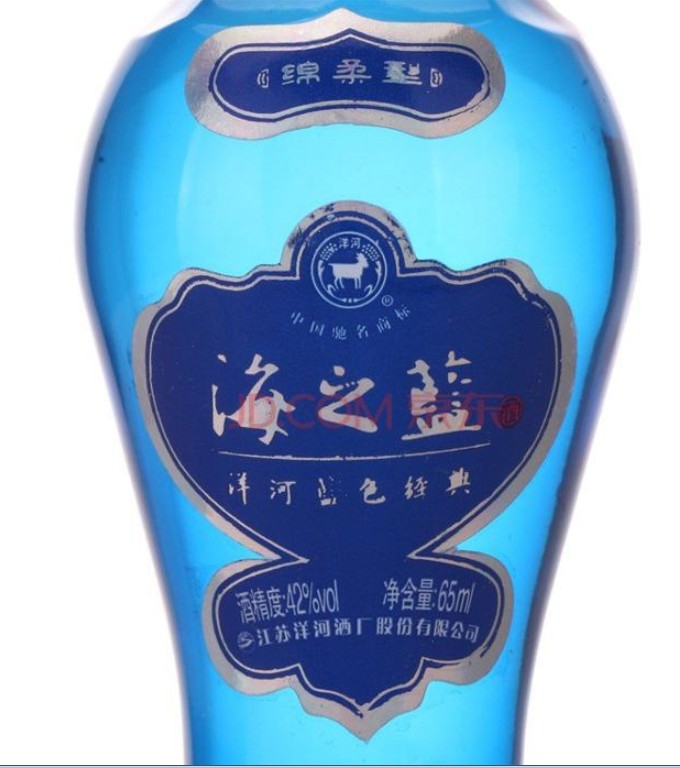 绵柔型
洋河
®
中国驰名商标
海之蓝
酒
JD.COM 京东
洋河蓝色经典
酒精度:42%vol 净含量:65ml
江苏洋河酒厂股份有限公司